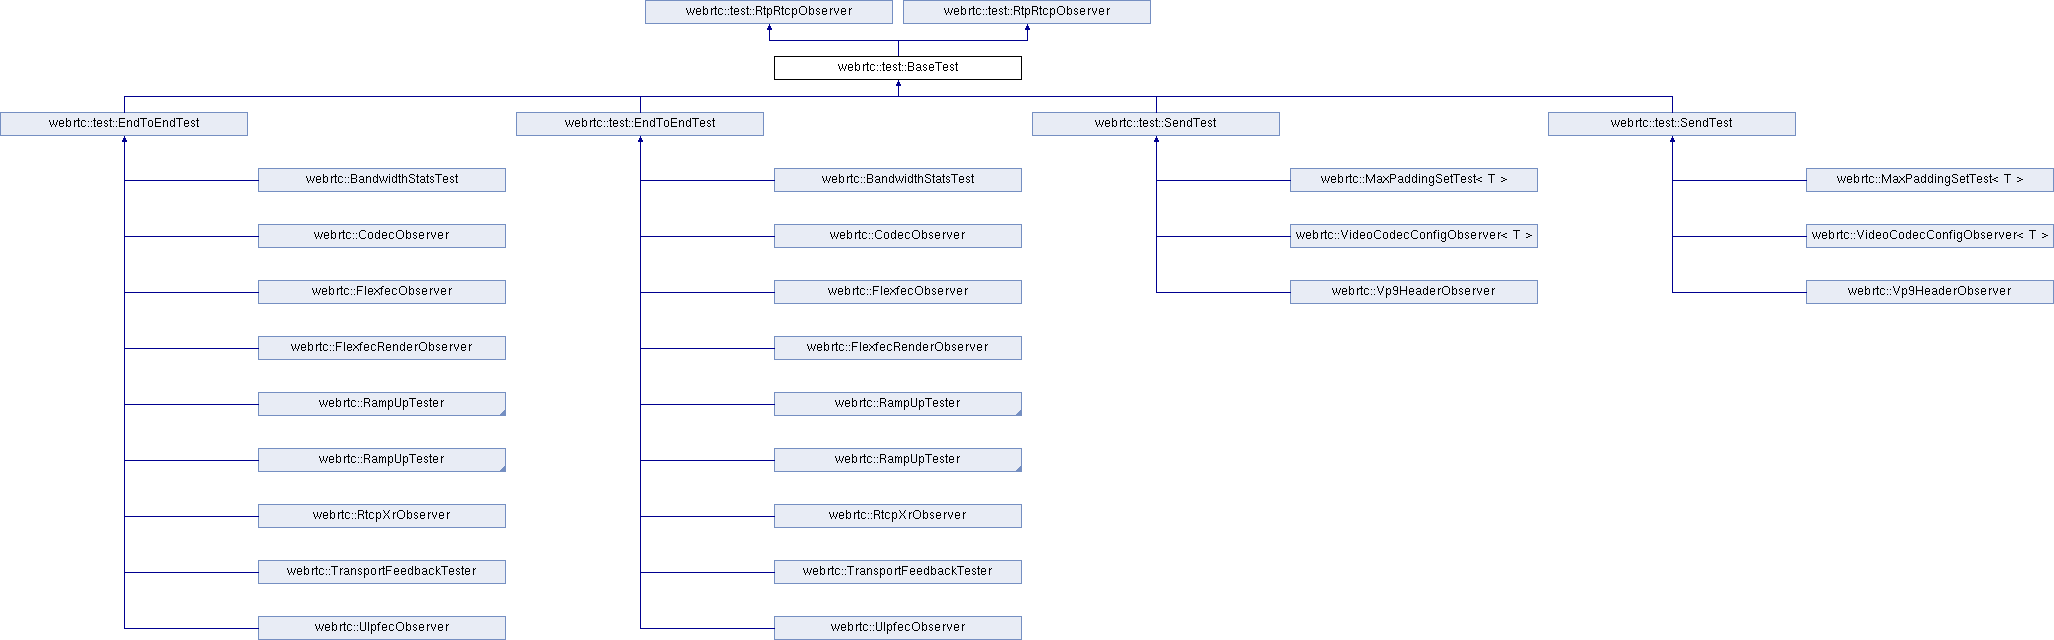 webrtc::test::RtpRtcpObserver
webrtc::test::RtpRtcpObserver
webrtc::test::BaseTest
webrtc::test::EndToEndTest
webrtc::test::EndToEndTest
webrtc::test::SendTest
webrtc::test::SendTest
webrtc::BandwidthStatsTest
webrtc::BandwidthStatsTest
webrtc::MaxPaddingSetTest< T >
webrtc::MaxPaddingSetTest< T >
webrtc::CodecObserver
webrtc::CodecObserver
webrtc::VideoCodecConfigObserver< T >
webrtc::VideoCodecConfigObserver< T >
webrtc::FlexfecObserver
webrtc::FlexfecObserver
webrtc::Vp9HeaderObserver
webrtc::Vp9HeaderObserver
webrtc::FlexfecRenderObserver
webrtc::FlexfecRenderObserver
webrtc::RampUpTester
webrtc::RampUpTester
webrtc::RampUpTester
webrtc::RampUpTester
webrtc::RtcpXrObserver
webrtc::RtcpXrObserver
webrtc::TransportFeedbackTester
webrtc::TransportFeedbackTester
webrtc::UlpfecObserver
webrtc::UlpfecObserver